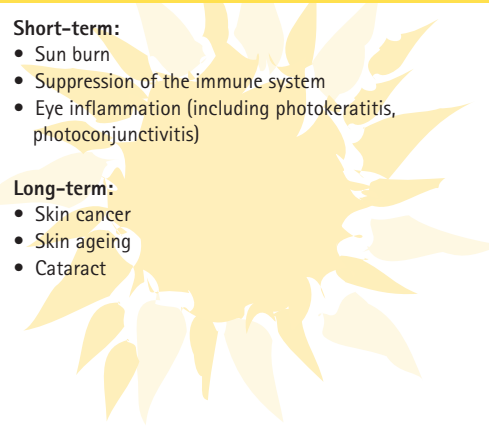 Short-term:
• Sun burn
• Suppression of the immune system
• Eye inflammation (including photokeratitis,
photoconjunctivitis)
Long-term:
• Skin cancer
• Skin ageing
• Cataract